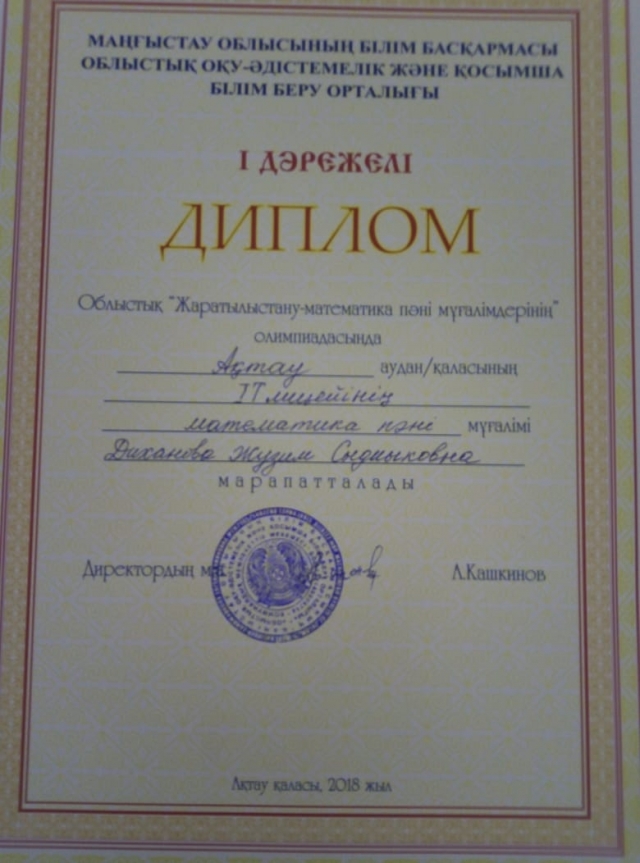 МАҢҒЫСТАУ ОБЛЫСЫНЫҢ БІЛІМ БАСҚАРМАСЫ
ОБЛЫСТЫҚ ОҚУ-ӘДІСТЕМЕЛІК ЖӘНЕ ҚОСЫМША
БІЛІМ БЕРУ ОРТАЛЫҒЫ
І ДӘРЕЖЕЛІ
ДИПЛОМ
Облыстық "Жаратылыстану-математика пәні мұғалімдерінің"
олимпиадасында
Ақтау аудан/қаласының
IT лицейінің
математика пәні мұғалімі
Диханова Жузим Сыдиыковна
марапатталады
Директордың Л.Кашкинов
Ақтау қаласы, 2018 жыл